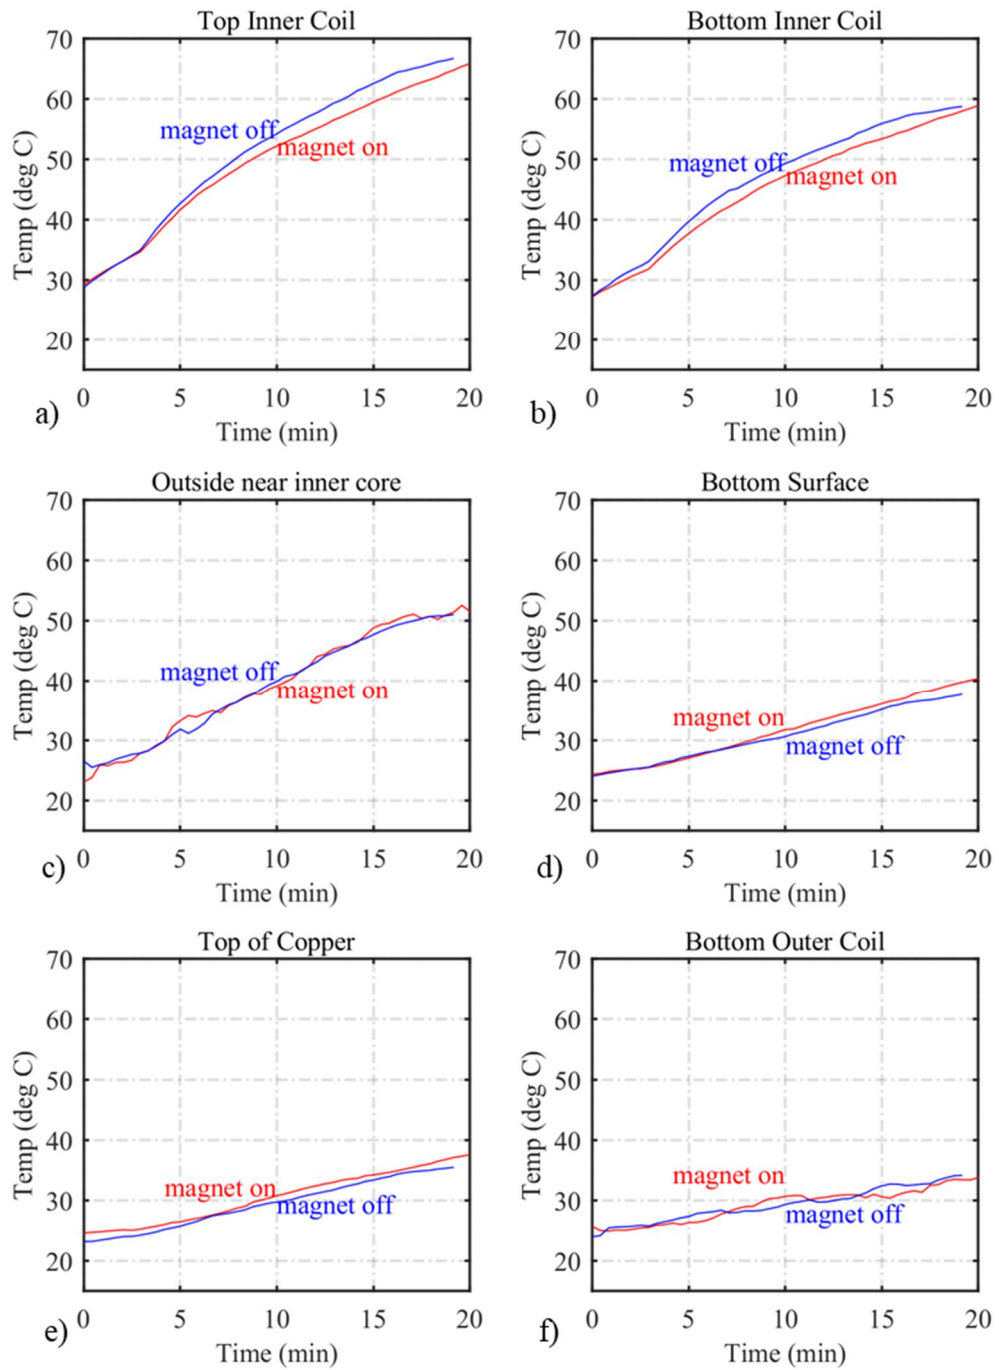 Top Inner Coil
70
60
50
40
30
20
Temp (deg C)
magnet off
magnet on
0 5 10 15 20
Time (min)
a)
Bottom Inner Coil
70
60
50
40
30
20
Temp (deg C)
magnet off
magnet on
0 5 10 15 20
Time (min)
b)
Outside near inner core
70
60
50
40
30
20
Temp (deg C)
magnet off
magnet on
0 5 10 15 20
Time (min)
c)
Bottom Surface
70
60
50
40
30
20
Temp (deg C)
magnet on
magnet off
0 5 10 15 20
Time (min)
d)
Top of Copper
70
60
50
40
30
20
Temp (deg C)
magnet on
magnet off
0 5 10 15 20
Time (min)
e)
Bottom Outer Coil
70
60
50
40
30
20
Temp (deg C)
magnet on
magnet off
0 5 10 15 20
Time (min)
f)